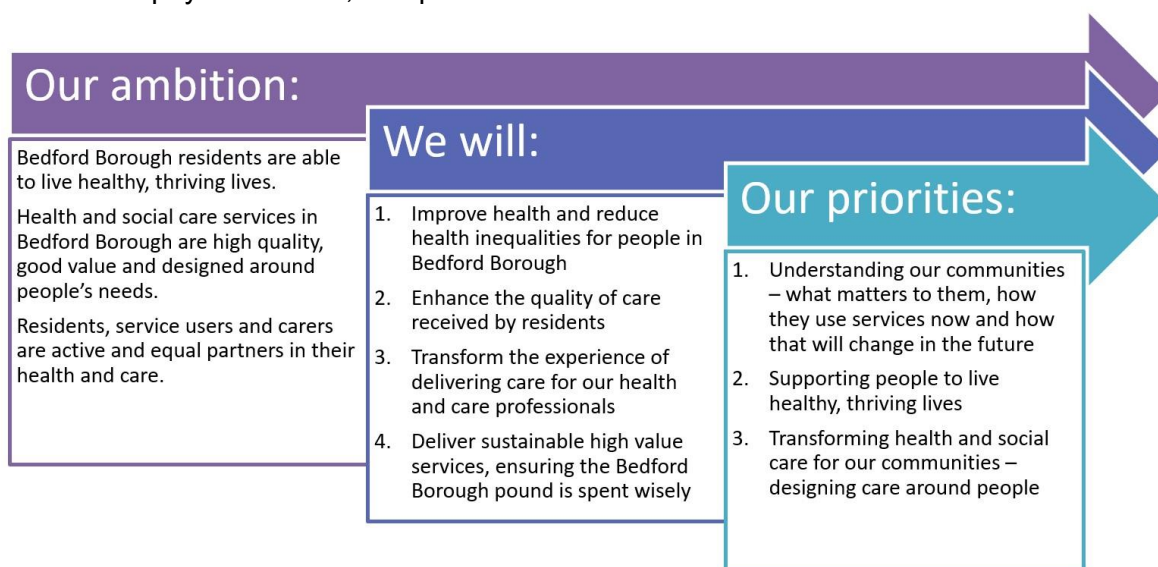 Our ambition:
Bedford Borough residents are able
to live healthy, thriving lives.
Health and social care services in
Bedford Borough are high quality,
good value and designed around
people's needs.
Residents, service users and carers
are active and equal partners in their
health and care.
We will:
1. Improve health and reduce
health inequalities for people in
Bedford Borough
2. Enhance the quality of care
received by residents
3. Transform the experience of
delivering care for our health
and care professionals
4. Deliver sustainable high value
services, ensuring the Bedford
Borough pound is spent wisely
Our priorities:
1. Understanding our communities
– what matters to them, how
they use services now and how
that will change in the future
2. Supporting people to live
healthy, thriving lives
3. Transforming health and social
care for our communities –
designing care around people